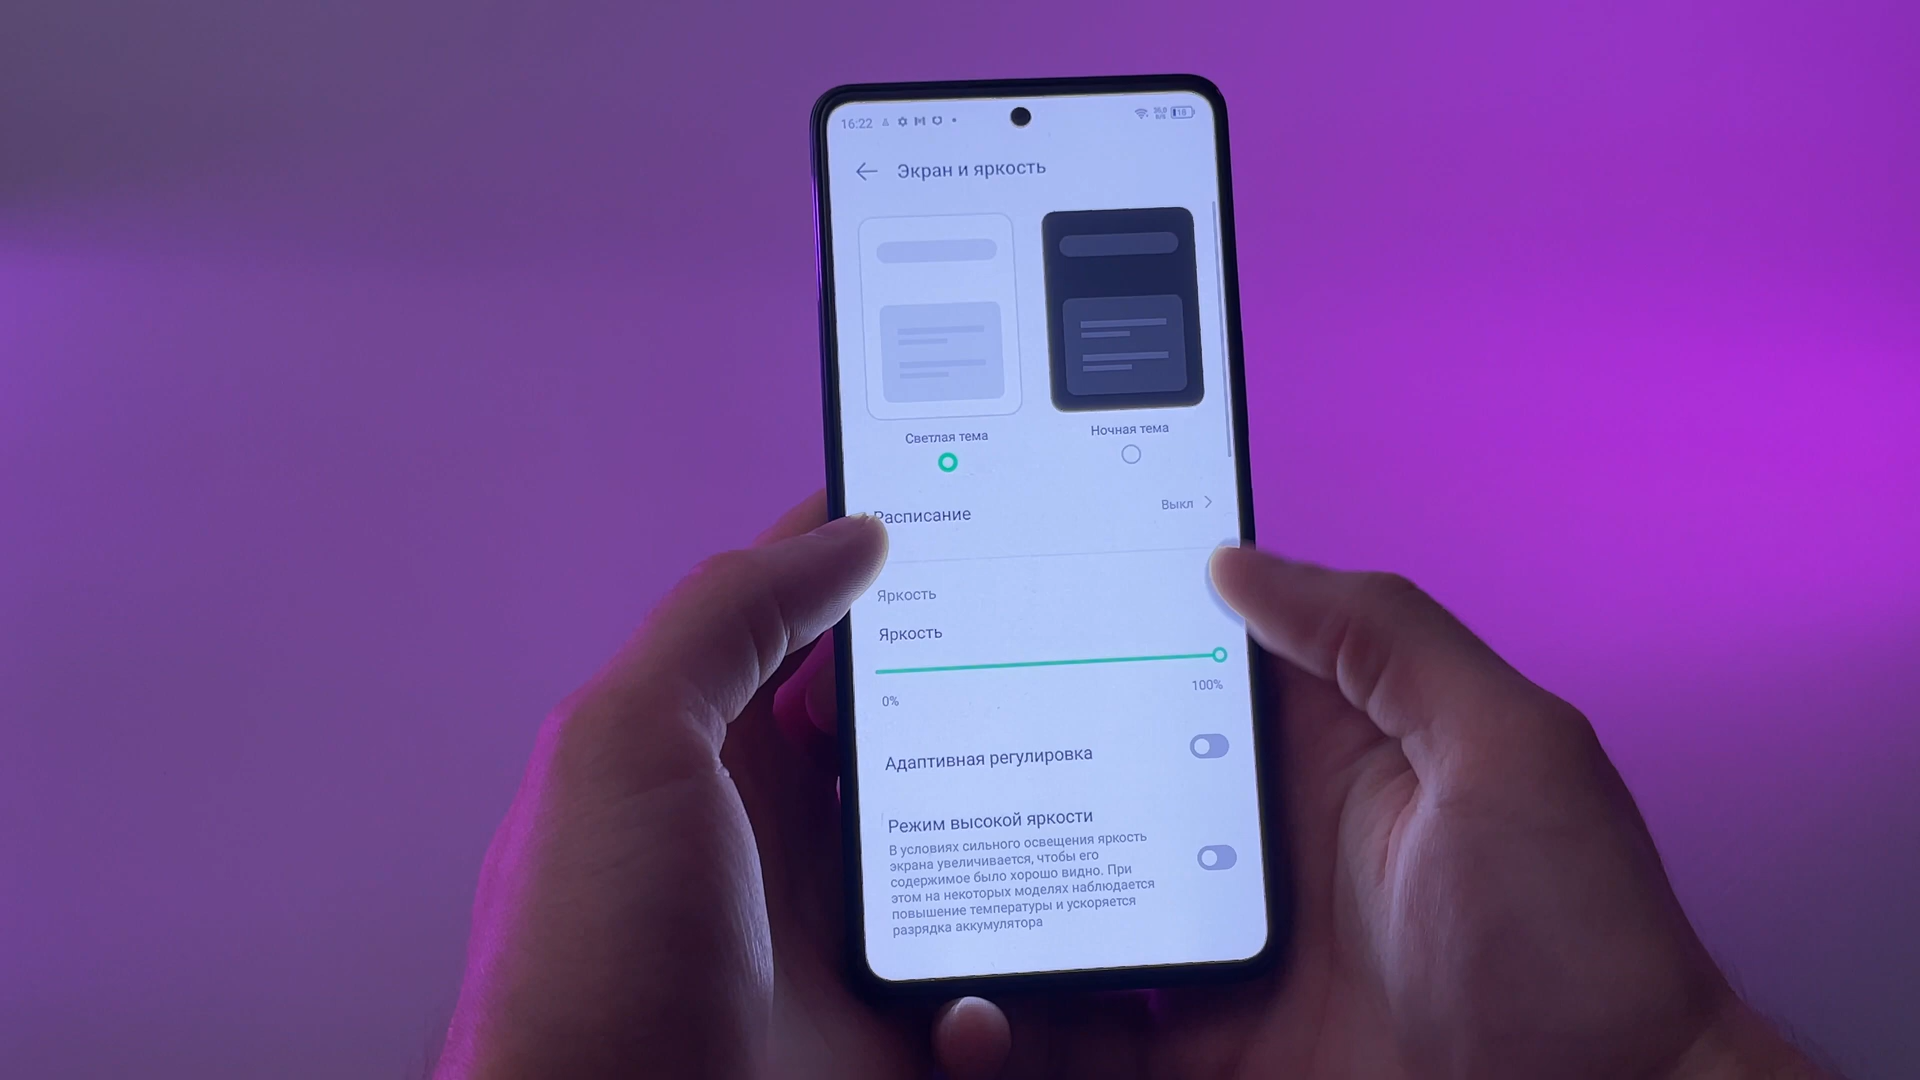 16:22
18
Экран и яркость
Светлая тема
Ночная тема
Расписание
Выкл
Яркость
Яркость
0%
100%
Адаптивная регулировка
Режим высокой яркости
В условиях сильного освещения яркость
экрана увеличивается, чтобы его
содержимое было хорошо видно. При
этом на некоторых моделях наблюдается
повышение температуры и ускоряется
разрядка аккумулятора